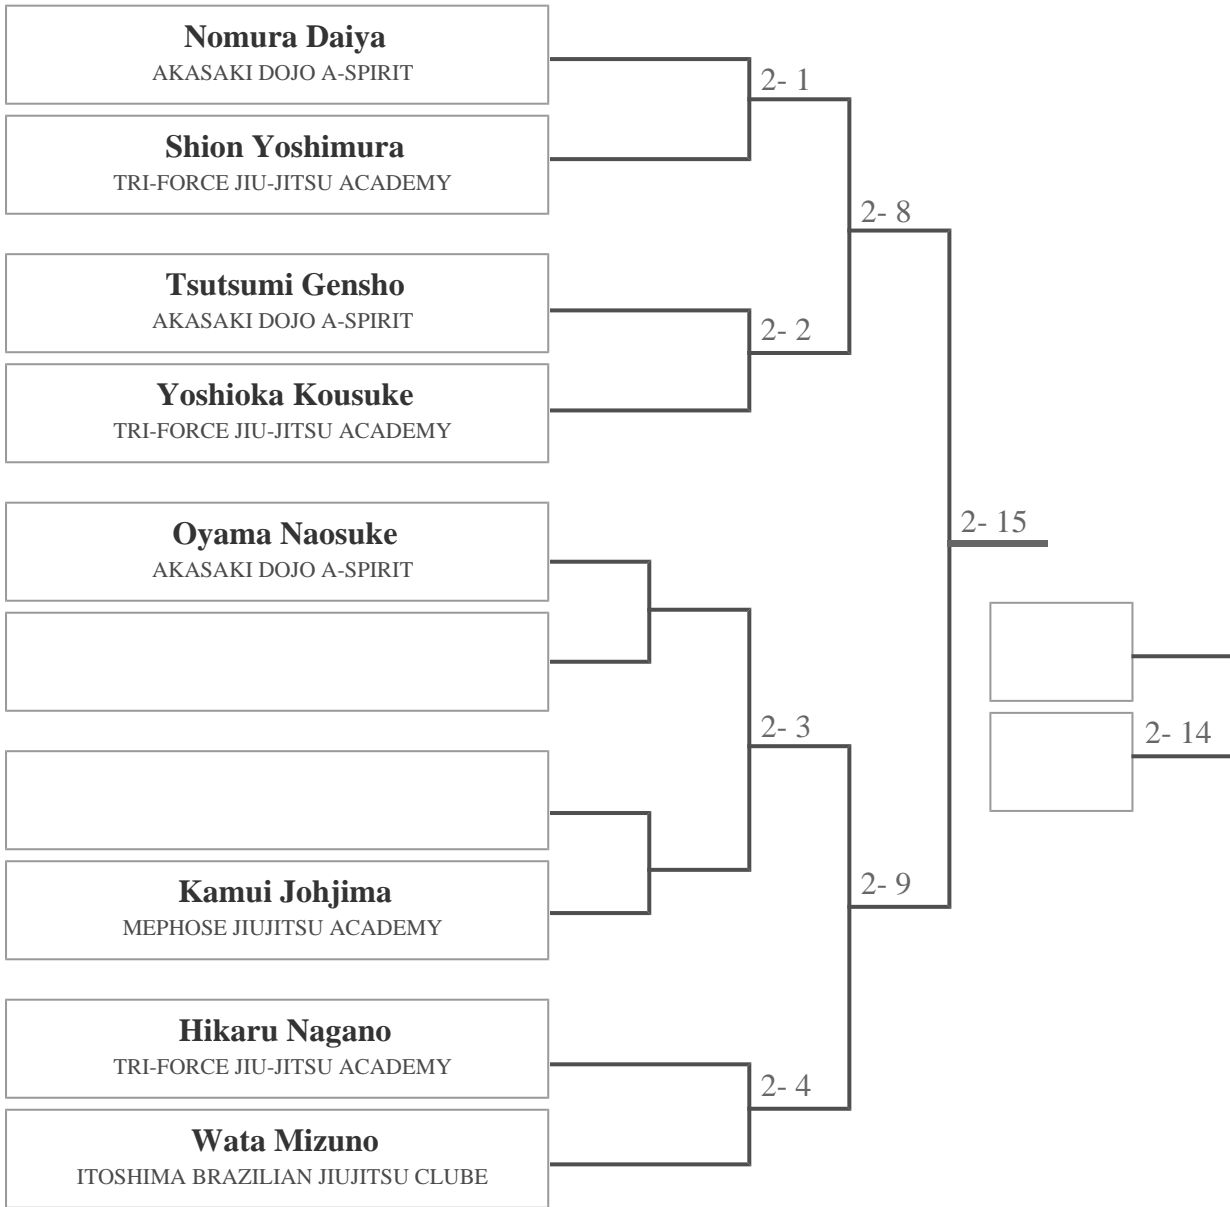 Nomura Daiya
AKASAKI DOJO A-SPIRIT
2- 1
Shion Yoshimura
TRI-FORCE JIU-JITSU ACADEMY
2- 8
Tsutsumi Gensho
AKASAKI DOJO A-SPIRIT
2- 2
Yoshioka Kousuke
TRI-FORCE JIU-JITSU ACADEMY
Oyama Naosuke
AKASAKI DOJO A-SPIRIT
2- 15
2- 3
2- 14
Kamui Johjima
MEPHOSE JIUJITSU ACADEMY
2- 9
Hikaru Nagano
TRI-FORCE JIU-JITSU ACADEMY
2- 4
Wata Mizuno
ITOSHIMA BRAZILIAN JIUJITSU CLUBE